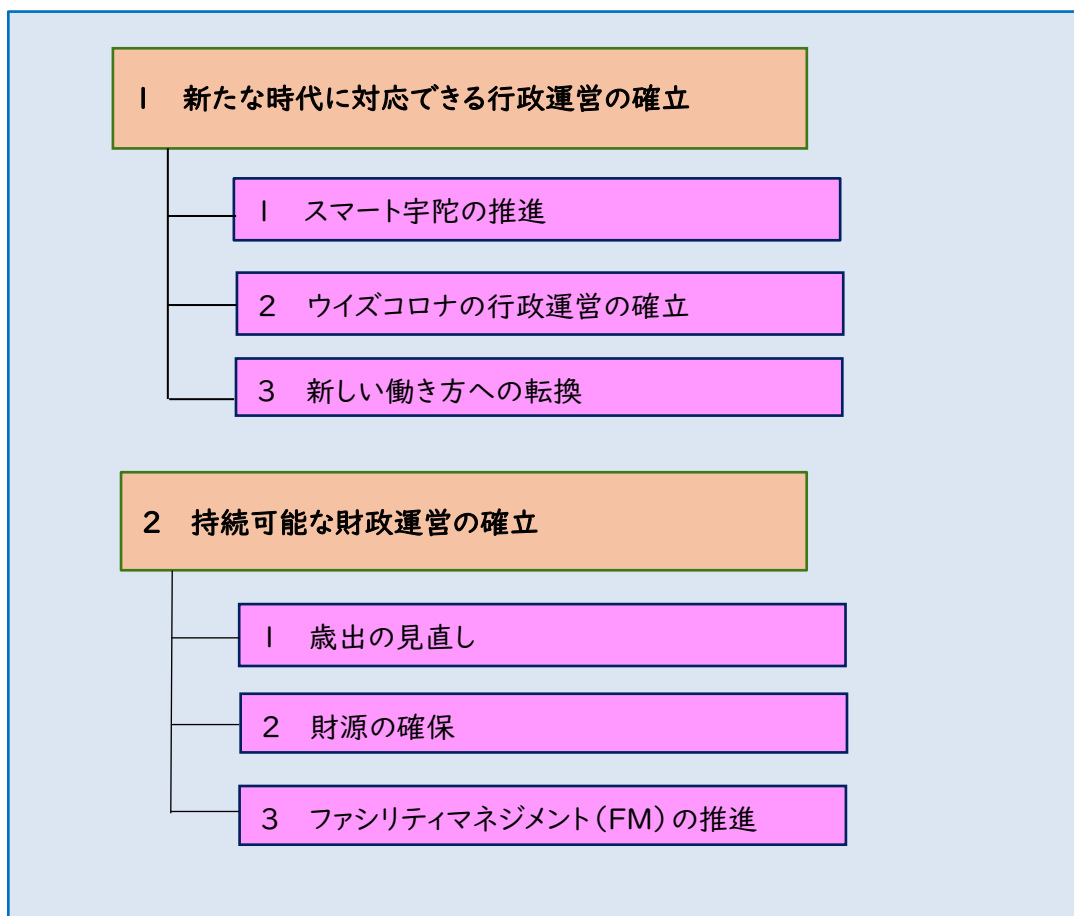 1　新たな時代に対応できる行政運営の確立
1　スマート宇陀の推進
2　ウイズコロナの行政運営の確立
3　新しい働き方への転換
2　持続可能な財政運営の確立
1　歳出の見直し
2　財源の確保
3　ファシリティマネジメント（FM）の推進